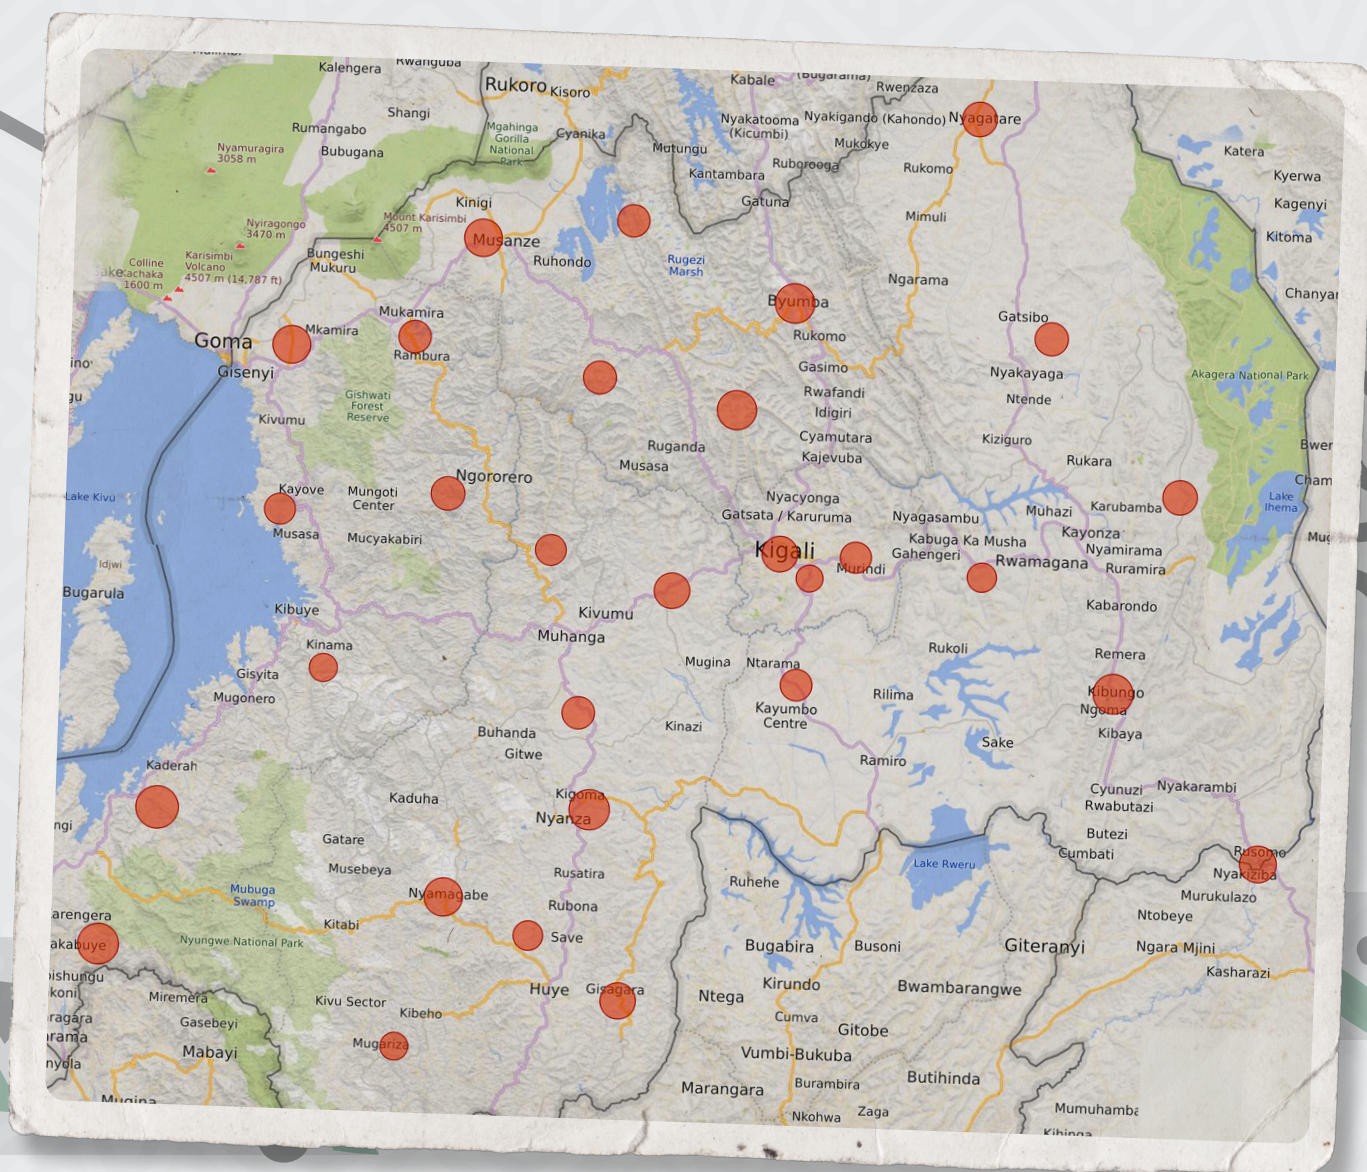 Kalengera
Rwanguba
Rukoro
Kisoro
Kabale
(Bugarama)
Rwenzaza
Shangi
Rumangabo
Bubugana
Mgahinga
Gorilla
National
Park
Cyanika
Mutungu
Nyakatooma
(Kicumbi)
Nyakigando (Kahondo)
Nyagatare
Mukokye
Ruborooga
Kantambara
Rukomo
Katera
Kyerwa
Kagenyi
Kitoma
Nyamuragira
3058 m
Kinigi
Gatuna
Mimuli
Nyiragongo
3470 m
Mount Karisimbi
4507 m
Musanze
Bungeshi
Mukuru
Ruhondo
Rugezi
Marsh
Colline
1600 m
Karisimbi
Volcano
4507 m (14,787 ft)
Ngarama
Byumba
Mukamira
Mkamira
Rambura
Rukomo
Gatsibo
Goma
Gisenyi
Gasimo
Nyakayaga
Akagera National Park
Gishwati
Forest
Reserve
Rwafandi
Idigiri
Ntende
Kivumu
Cyamutara
Kiziguro
Ruganda
Musasa
Kajevuba
Rukara
Ngororero
Lake Kivu
Kayove
Mungoti
Center
Nyacyonga
Gatsata / Karuruma
Nyagasambu
Muhazi
Karubamba
Lake
Ihema
Musasa
Mucyakabiri
Kigali
Murindi
Kabuga Ka Musha
Gahengeri
Kayonza
Nyamirama
Rwamagana
Ruramira
Idjwi
Bugarula
Kibuye
Kivumu
Muhanga
Kabarondo
Kinama
Gisyita
Mugonero
Mugina
Ntarama
Rukoli
Remera
Rilima
Kibungo
Ngoma
Kayumbo
Centre
Kinazi
Buhanda
Gitwe
Sake
Kibaya
Kaderah
Ramiro
Kaduha
Kigoma
Nyanza
Cyunuzi
Nyakarambi
Rwabutazi
Butezi
Cumbati
Rusomo
Nyakiziba
Gatare
Musebeya
Rusatira
Lake Rweru
Ruhehe
Murukulazo
Mubuga
Swamp
Nyamagabe
Rubona
Ntobeye
Kitabi
Save
Nyungwe National Park
Bugabira
Busoni
Giteranyi
Ngara Mjini
Kasharazi
Huye
Gisagara
Kirundo
Bwambarangwe
Ntega
Miremera
Kivu Sector
Kibeho
Gasebeyi
Cumva
Gitobe
Mugariza
Mabayi
Vumbi-Bukuba
Marangara
Burambira
Butihinda
Mugina
Nkohwa
Zaga